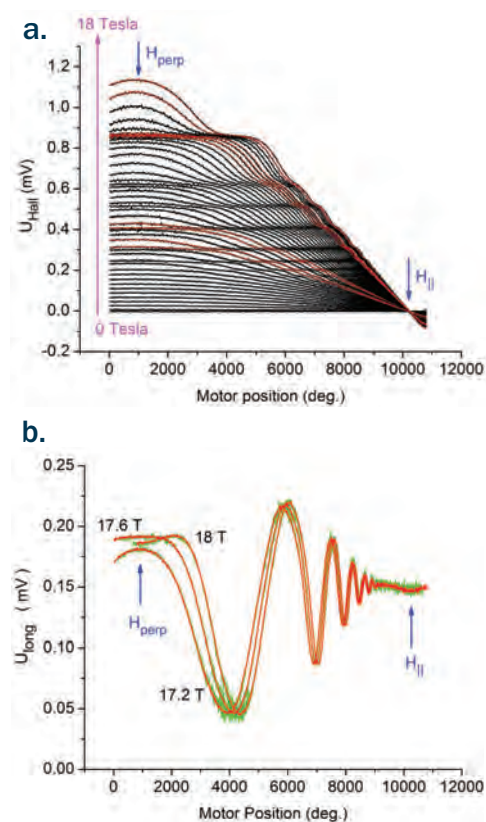 a.
18 Tesla
H_perp
1.2
1.0
0.8
0.6
0.4
0.2
0.0
-0.2
U_Hall (mV)
H_||
0 Tesla
0 2000 4000 6000 8000 10000 12000
Motor position (deg.)
b.
0.25
0.20
0.15
0.10
0.05
0.00
U_long (mV)
17.6 T
18 T
H_perp
17.2 T
H_||
0 2000 4000 6000 8000 10000 12000
Motor Position (deg.)